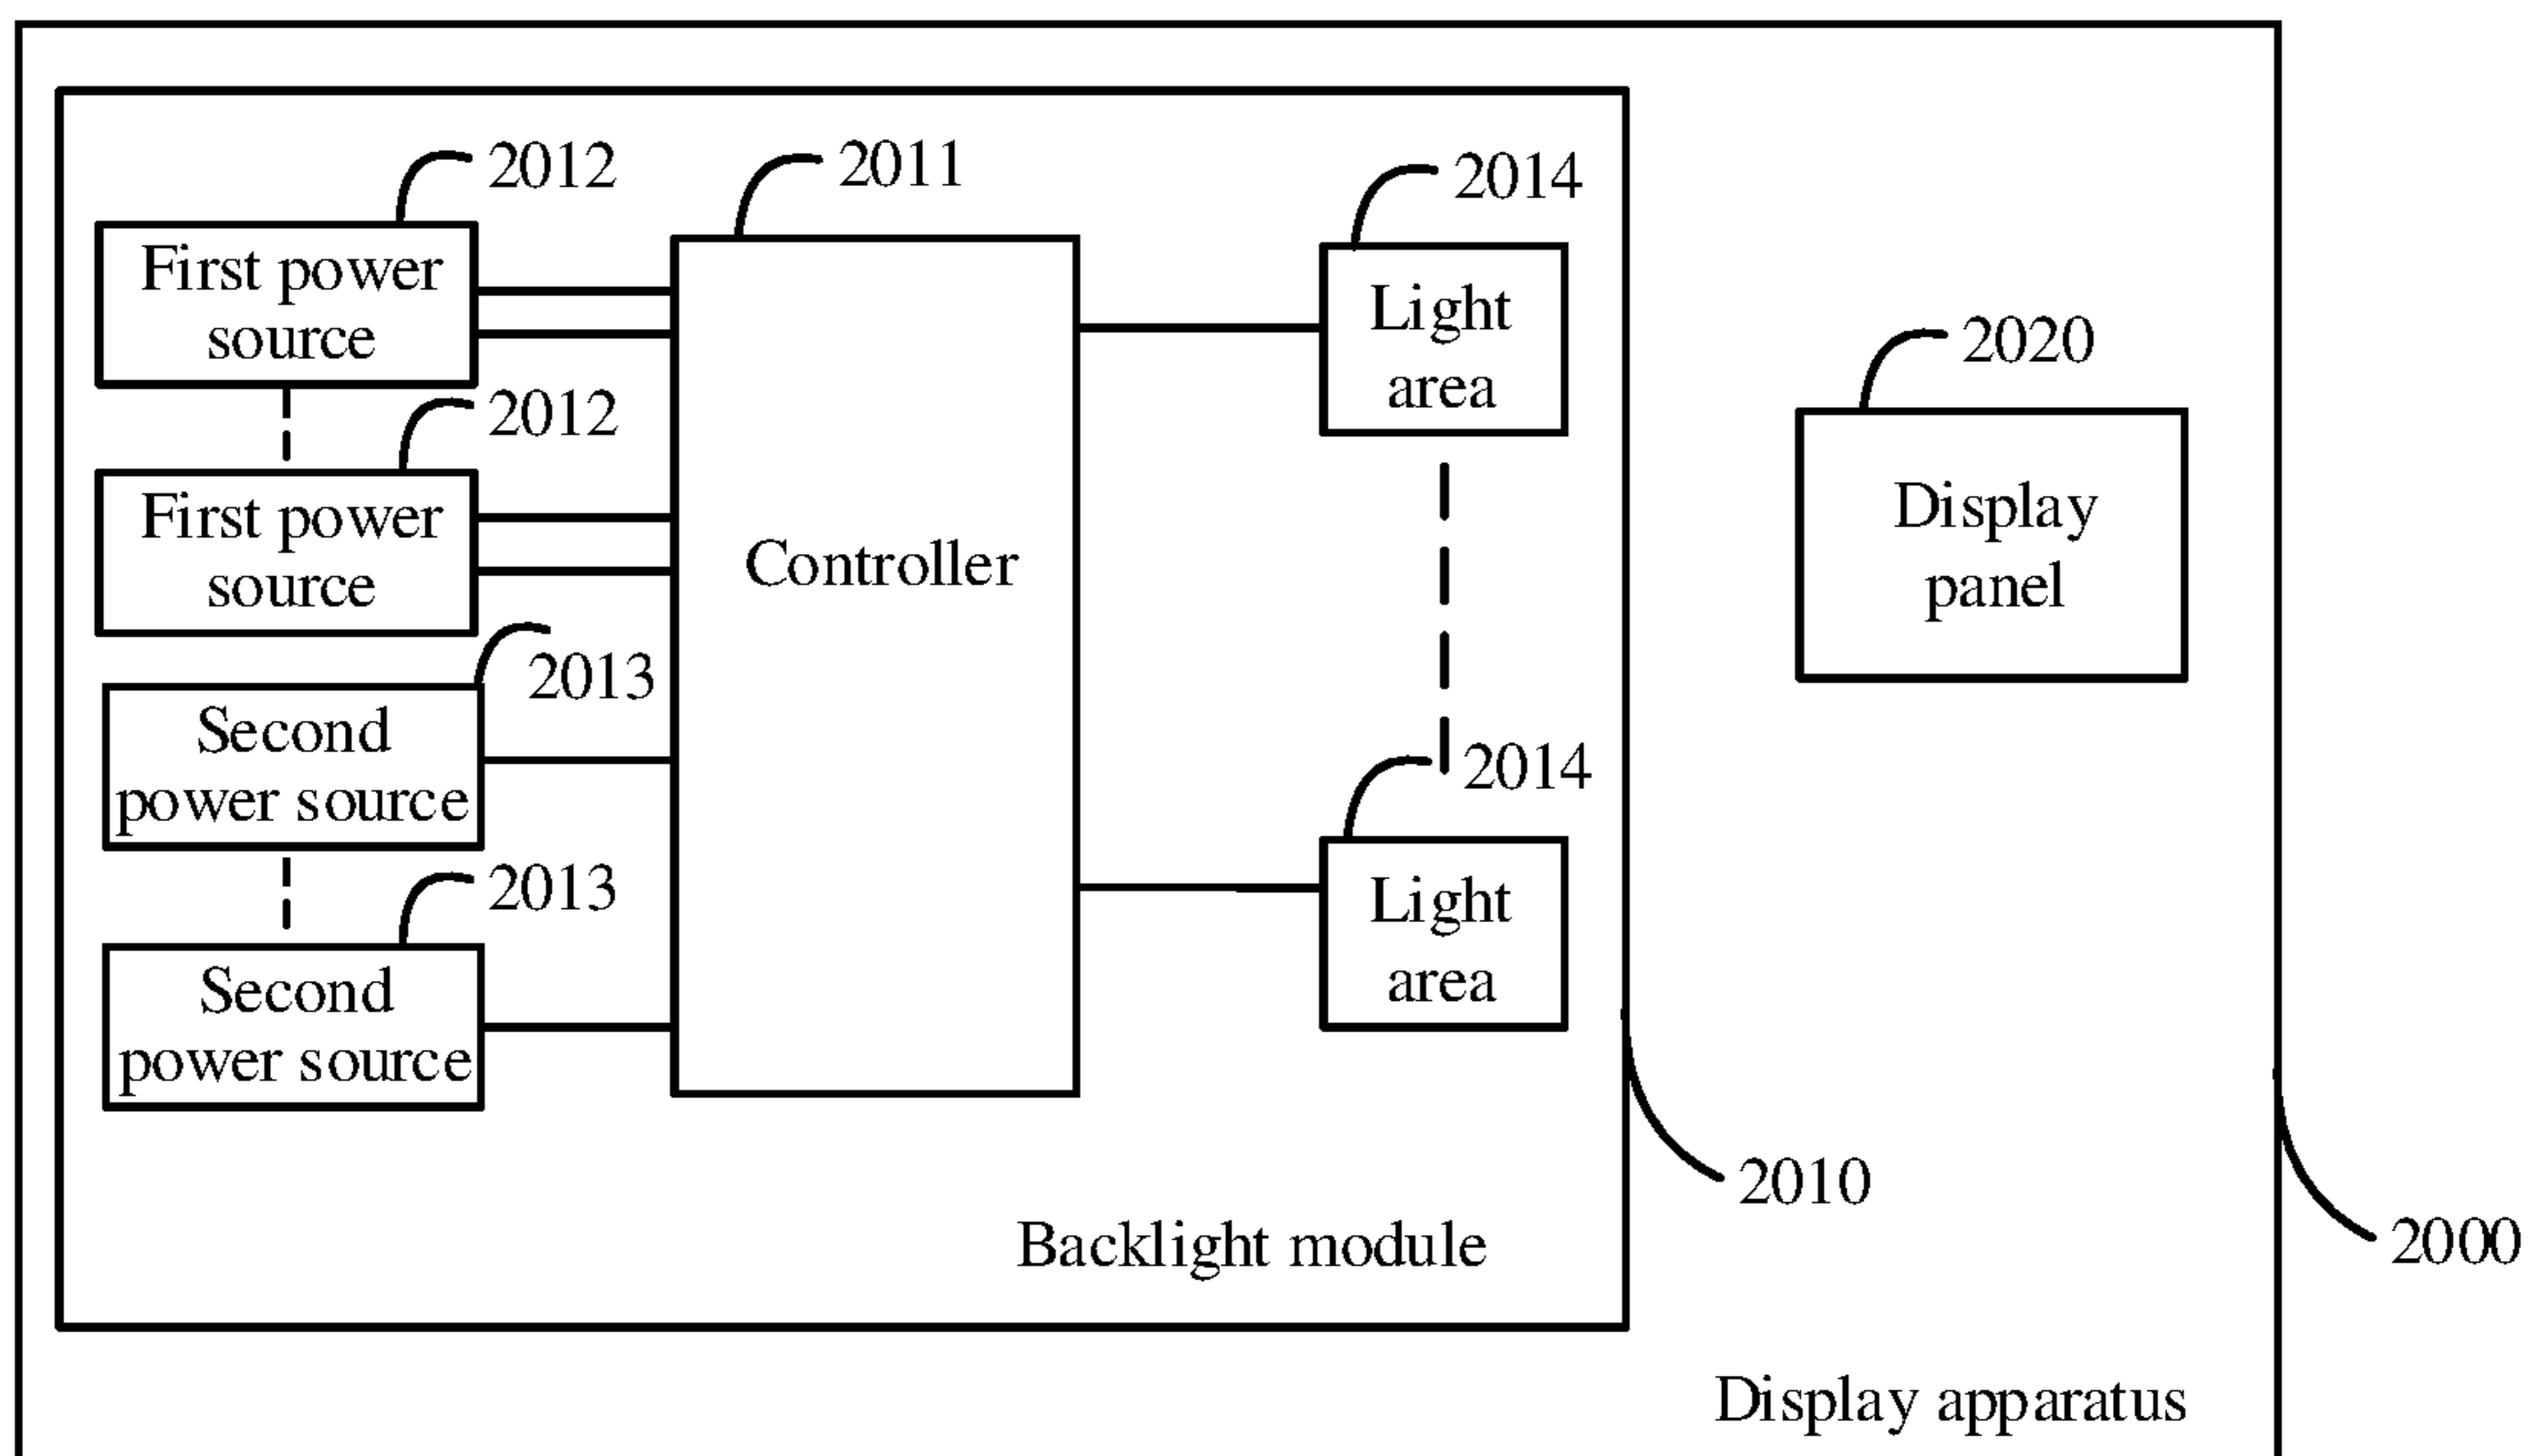 2012
2011
2014
First power
source
Light
area
2020
2012
First power
source
Controller
Display
panel
2013
Second
power source
2014
2013
Light
area
Second
power source
2010
Backlight module
2000
Display apparatus